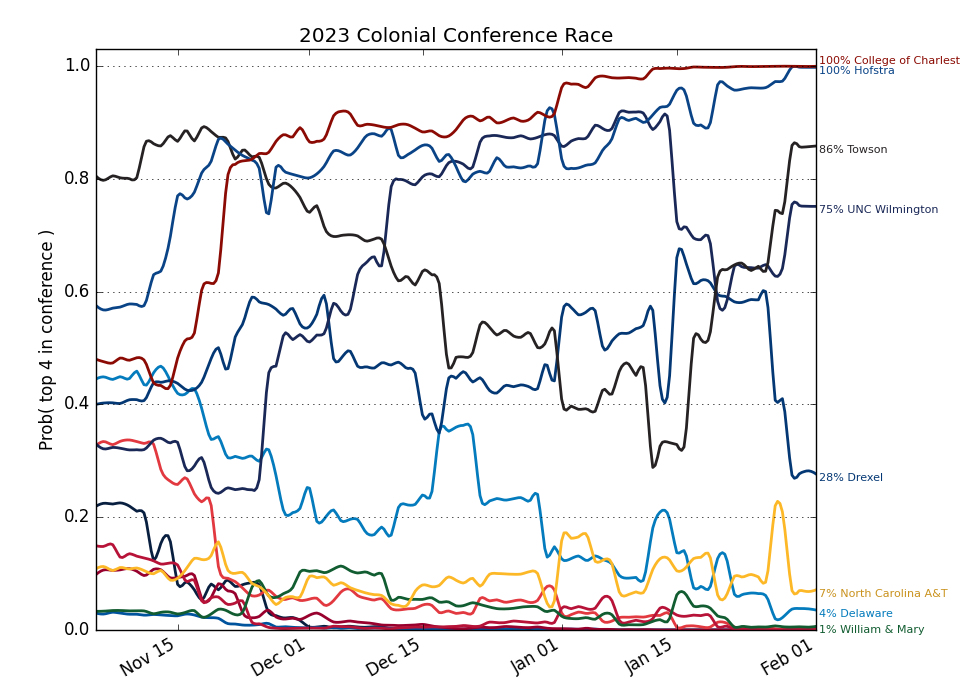 2023 Colonial Conference Race
Prob( top 4 in conference )
1.0
0.8
0.6
0.4
0.2
0.0
Nov 15
Dec 01
Dec 15
Jan 01
Jan 15
Feb 01
100% College of Charlest
100% Hofstra
86% Towson
75% UNC Wilmington
28% Drexel
7% North Carolina A&T
4% Delaware
1% William & Mary